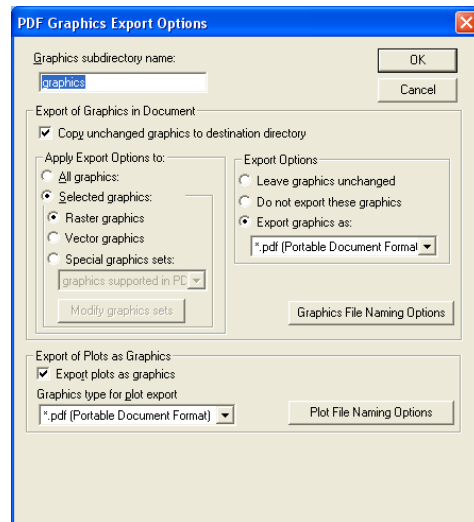 PDF Graphics Export Options
Graphics subdirectory name:
OK
graphics
Cancel
Export of Graphics in Document
Copy unchanged graphics to destination directory
Apply Export Options to:
All graphics:
Selected graphics:
Raster graphics
Vector graphics
Special graphics sets:
graphics supported in PD
Modify graphics sets
Export Options
Leave graphics unchanged
Do not export these graphics
Export graphics as:
*.pdf (Portable Document Format
Graphics File Naming Options
Export of Plots as Graphics
Export plots as graphics
Graphics type for plot export
*.pdf (Portable Document Format)
Plot File Naming Options